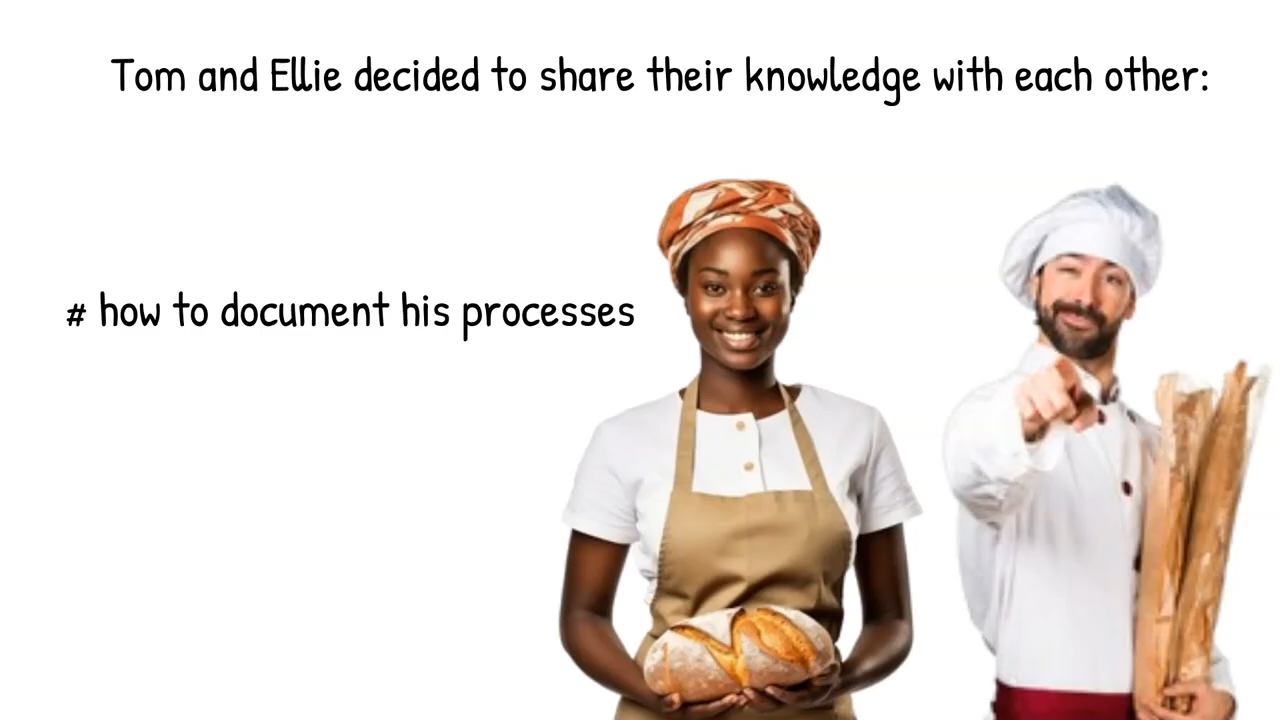 Tom and Ellie decided to share their knowledge with each other:
# how to document his processes